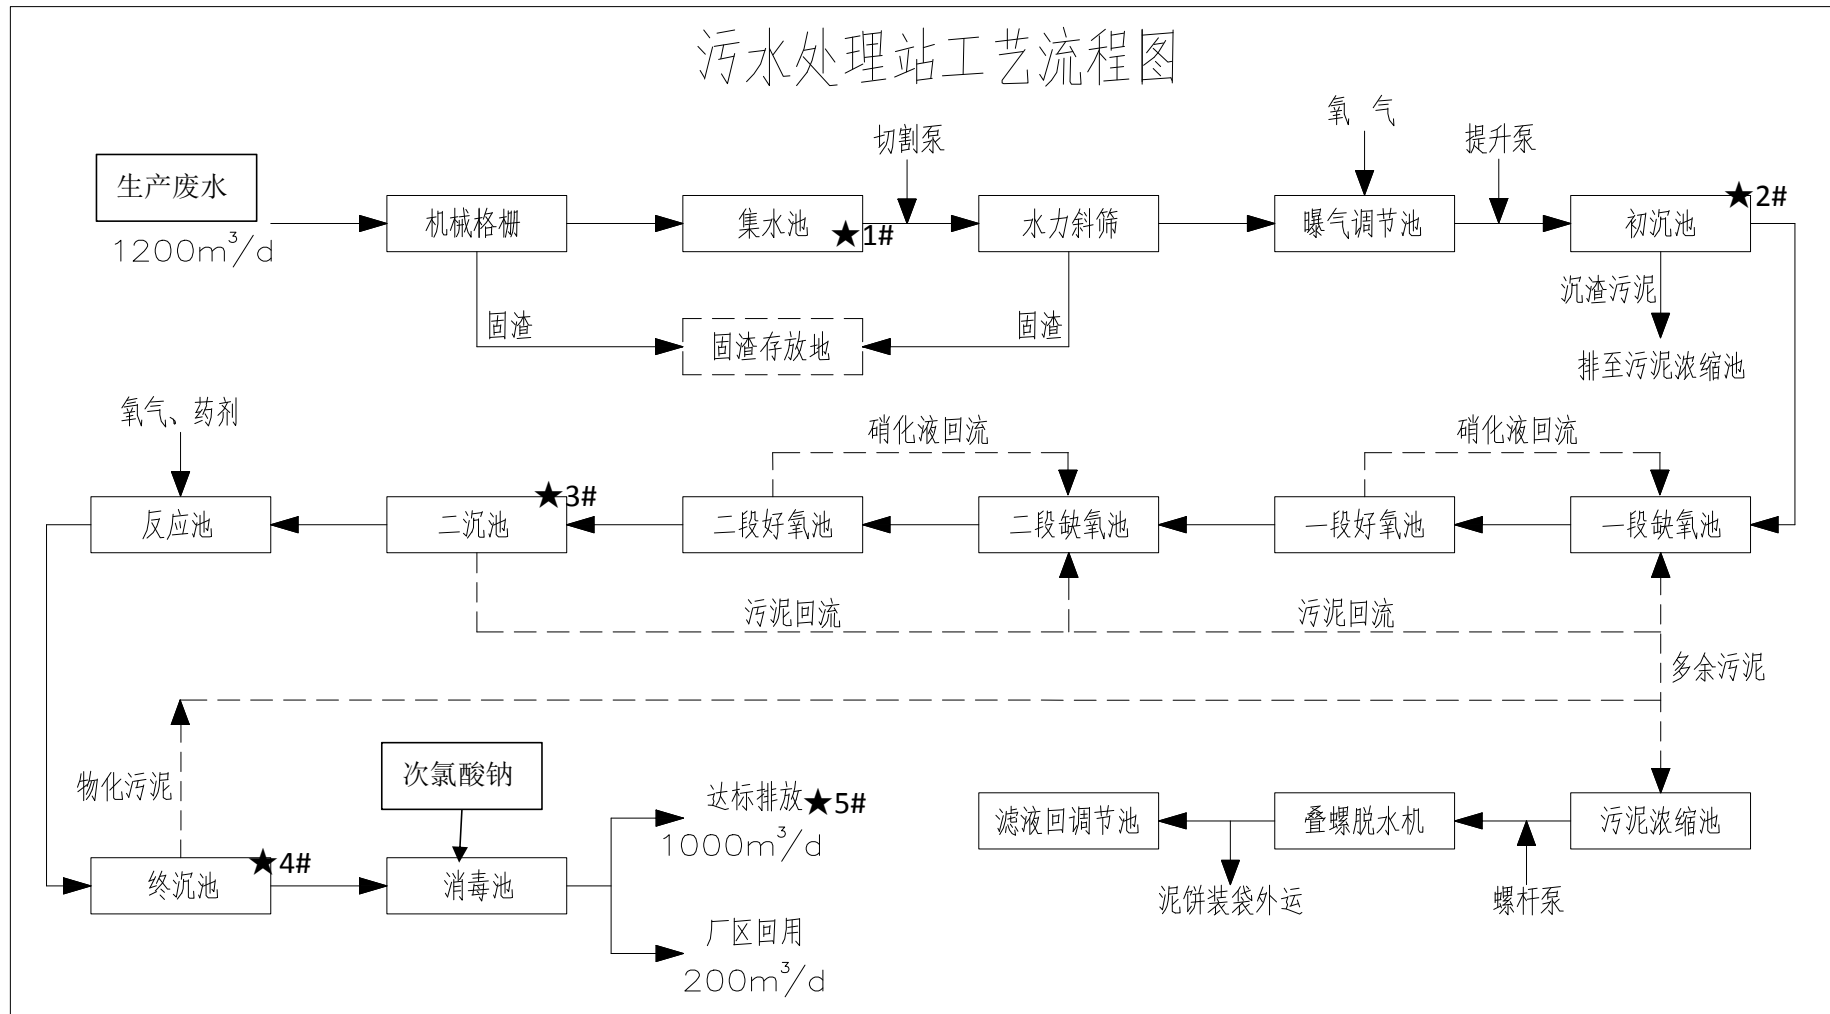 污水处理站工艺流程图
氧 气
切割泵
提升泵
生产废水
1200m³/d
机械格栅
集水池
★1#
水力斜筛
曝气调节池
初沉池
★2#
固渣
固渣存放地
固渣
沉渣污泥
排至污泥浓缩池
氧气、药剂
硝化液回流
硝化液回流
反应池
二沉池
★3#
二段好氧池
二段缺氧池
一段好氧池
一段缺氧池
污泥回流
污泥回流
多余污泥
物化污泥
次氯酸钠
达标排放★5#
1000m³/d
滤液回调节池
叠螺脱水机
污泥浓缩池
终沉池
★4#
消毒池
泥饼装袋外运
螺杆泵
厂区回用
200m³/d